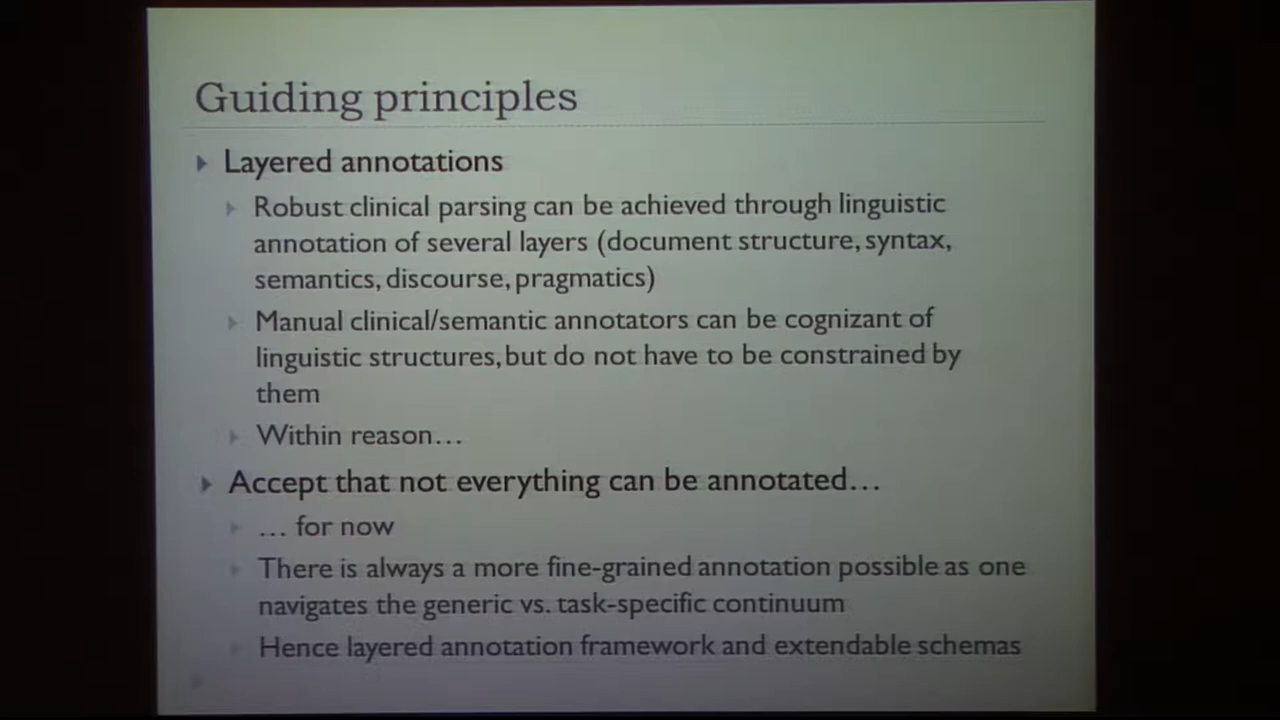 Guiding principles
Layered annotations
Robust clinical parsing can be achieved through linguistic
annotation of several layers (document structure, syntax,
semantics, discourse, pragmatics)
Manual clinical/semantic annotators can be cognizant of
linguistic structures, but do not have to be constrained by
them
Within reason…
Accept that not everything can be annotated…
… for now
There is always a more fine-grained annotation possible as one
navigates the generic vs. task-specific continuum
Hence layered annotation framework and extendable schemas